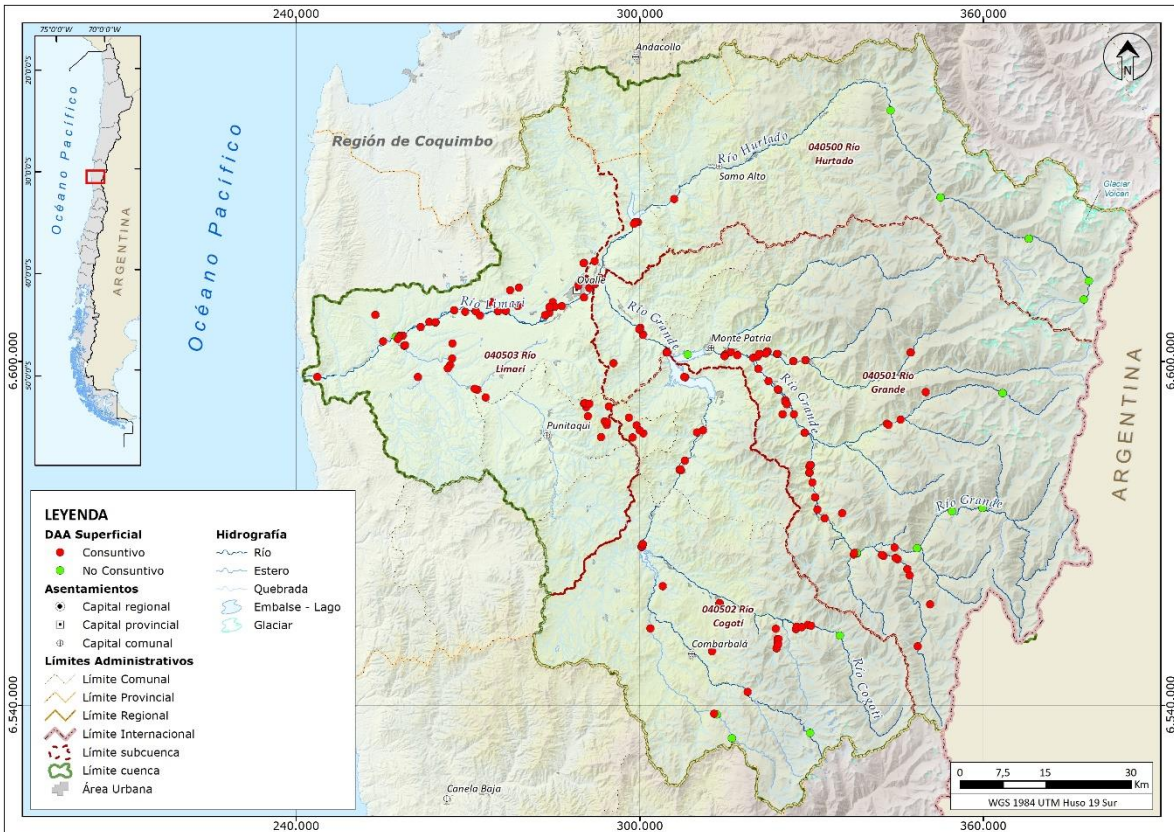 240.000
300.000
360.000
75°0'0"W
70°0'0"W
20°0'0"S
30°0'0"S
40°0'0"S
50°0'0"S
Océano Pacífico
ARGENTINA
Océano Pacífico
Región de Coquimbo
Andacollo
N
Río Hurtado
040500 Río
Hurtado
Samo Alto
Glaciar
Volcan
Ovalle
Río Limarí
Río Grande
Monte Patria
6.600.000
6.600.000
040503 Río
Limarí
Río Grande
040501 Río
Grande
ARGENTINA
Punitaqui
Río Grande
040502 Río
Cogotí
Combarbalá
Río Cogotí
6.540.000
6.540.000
Canela Baja
LEYENDA
DAA Superficial
Consuntivo
No Consuntivo
Asentamientos
Capital regional
Capital provincial
Capital comunal
Límites Administrativos
Límite Comunal
Límite Provincial
Límite Regional
Límite Internacional
Límite subcuenca
Límite cuenca
Área Urbana
Hidrografía
Río
Estero
Quebrada
Embalse - Lago
Glaciar
0 7,5 15 30
Km
WGS 1984 UTM Huso 19 Sur
240.000
300.000
360.000